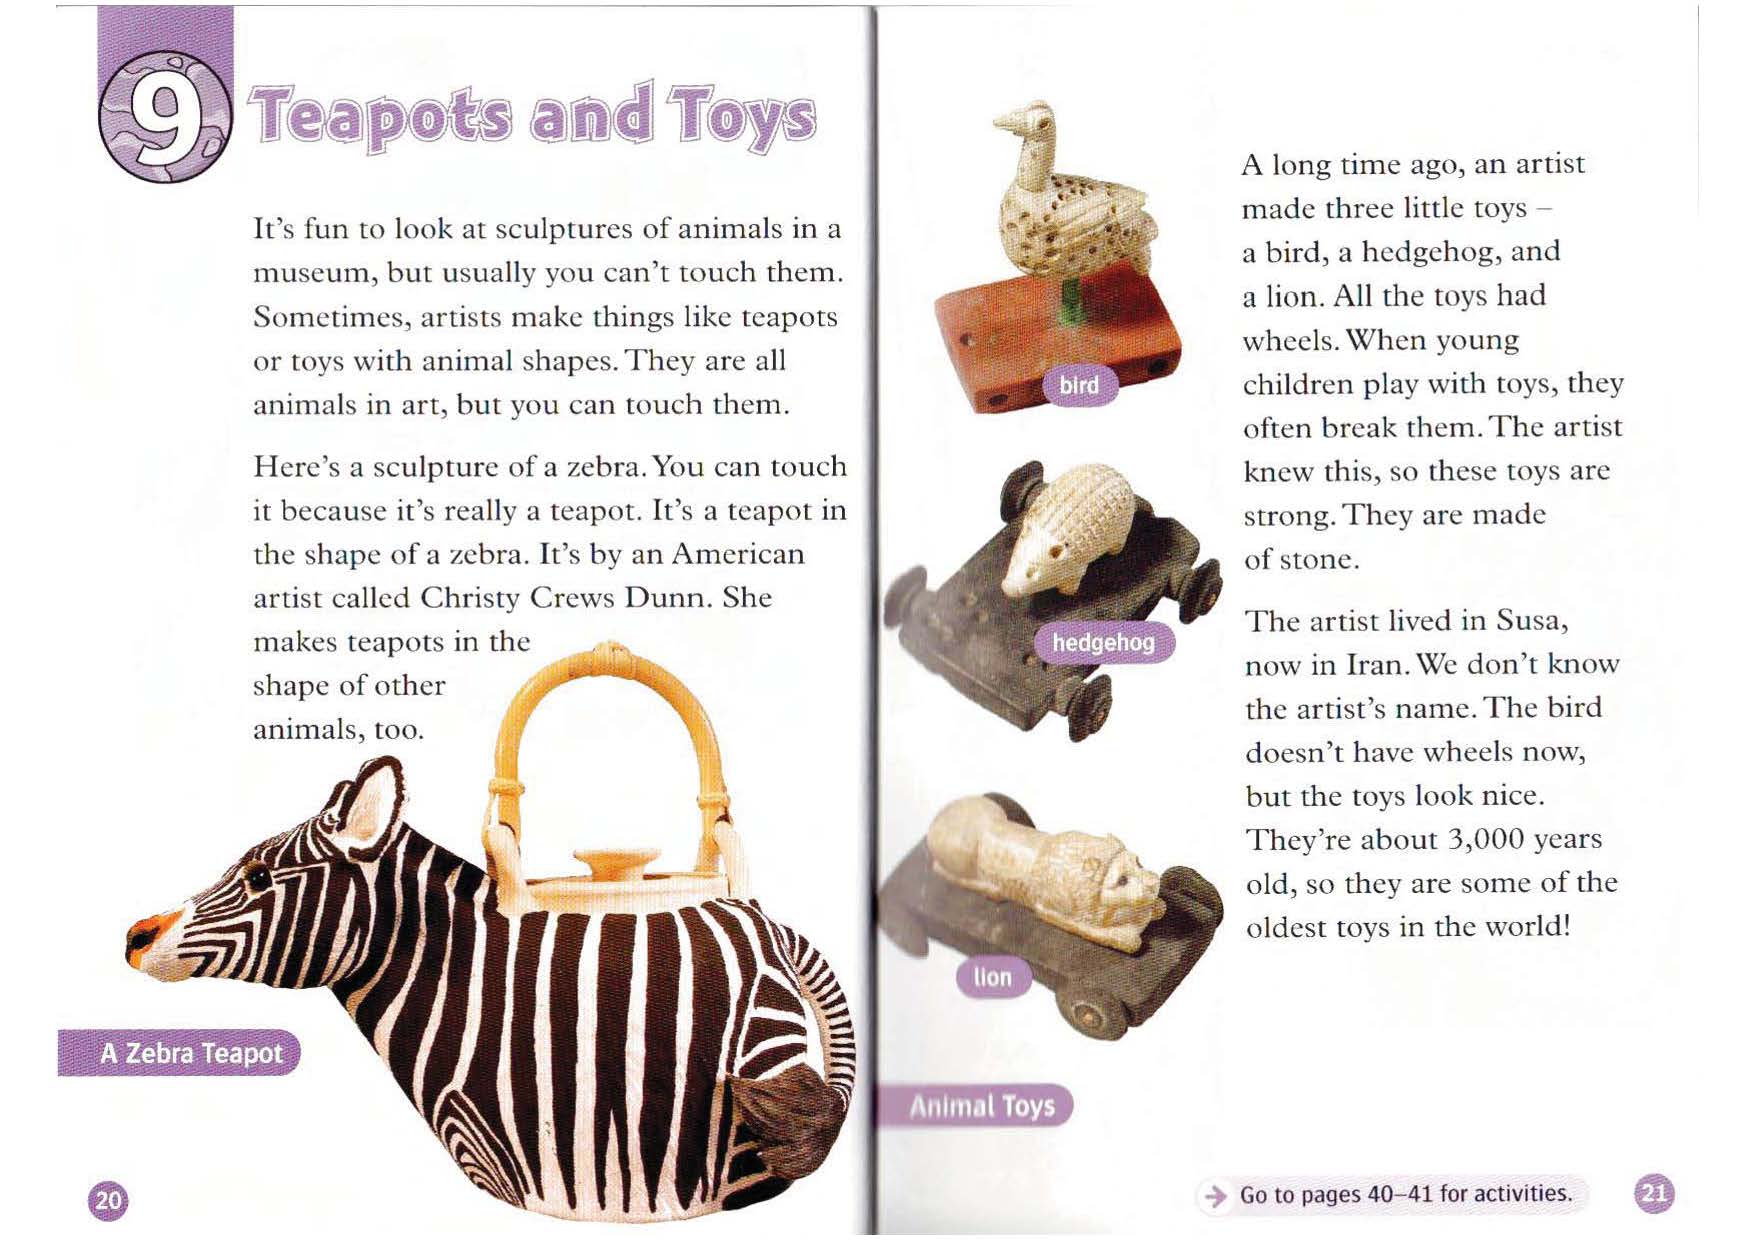 9
Teapots and Toys
It's fun to look at sculptures of animals in a
museum, but usually you can't touch them.
Sometimes, artists make things like teapots
or toys with animal shapes. They are all
animals in art, but you can touch them.
Here's a sculpture of a zebra. You can touch
it because it's really a teapot. It's a teapot in
the shape of a zebra. It's by an American
artist called Christy Crews Dunn. She
makes teapots in the
shape of other
animals, too.
A Zebra Teapot
20
bird
hedgehog
lion
Animal Toys
A long time ago, an artist
made three little toys –
a bird, a hedgehog, and
a lion. All the toys had
wheels. When young
children play with toys, they
often break them. The artist
knew this, so these toys are
strong. They are made
of stone.
The artist lived in Susa,
now in Iran. We don't know
the artist's name. The bird
doesn't have wheels now,
but the toys look nice.
They're about 3,000 years
old, so they are some of the
oldest toys in the world!
Go to pages 40–41 for activities.
21